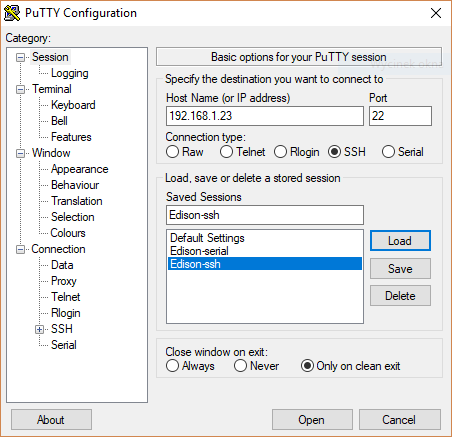 PuTTY Configuration
Category:
Session
Logging
Terminal
Keyboard
Bell
Features
Window
Appearance
Behaviour
Translation
Selection
Colours
Connection
Data
Proxy
Telnet
Rlogin
SSH
Serial
Basic options for your PuTTY session
Specify the destination you want to connect to
Host Name (or IP address) Port
192.168.1.23 22
Connection type:
Raw Telnet Rlogin SSH Serial
Load, save or delete a stored session
Saved Sessions
Edison-ssh
Default Settings
Edison-serial
Edison-ssh
Load
Save
Delete
Close window on exit:
Always Never Only on clean exit
About Open Cancel